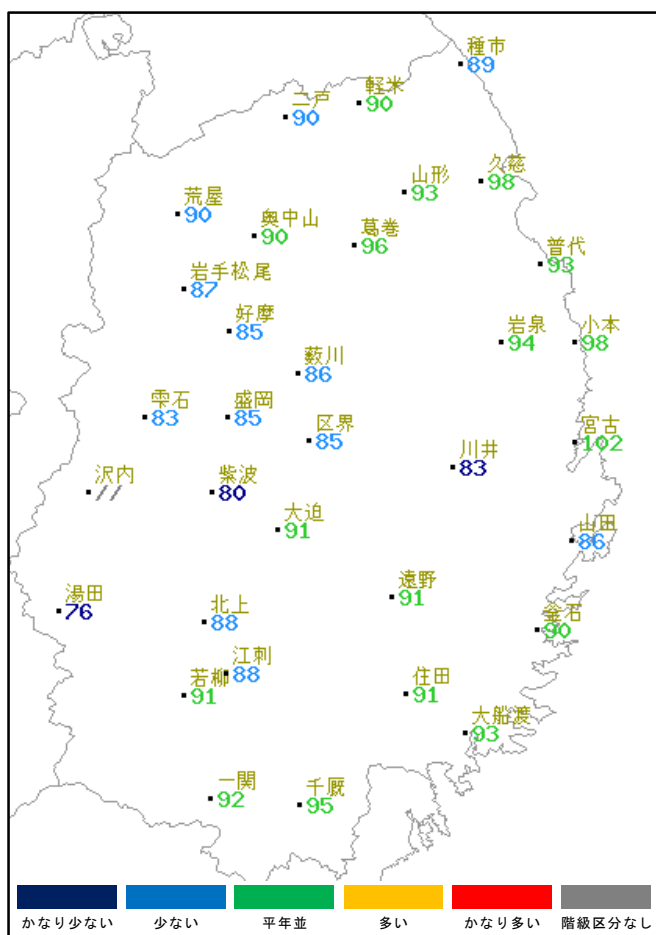 種市
89
軽米
90
二戸
90
久慈
98
山形
93
荒屋
90
奥中山
90
葛巻
96
普代
93
岩手松尾
87
好摩
85
岩泉
94
小本
98
薮川
86
雫石
83
盛岡
85
区界
85
宮古
102
川井
83
沢内
//
紫波
80
大迫
91
山田
86
湯田
76
遠野
91
北上
88
釜石
90
江刺
88
若柳
91
住田
91
大船渡
93
一関
92
千厩
95
かなり少ない 少ない 平年並 多い かなり多い 階級区分なし